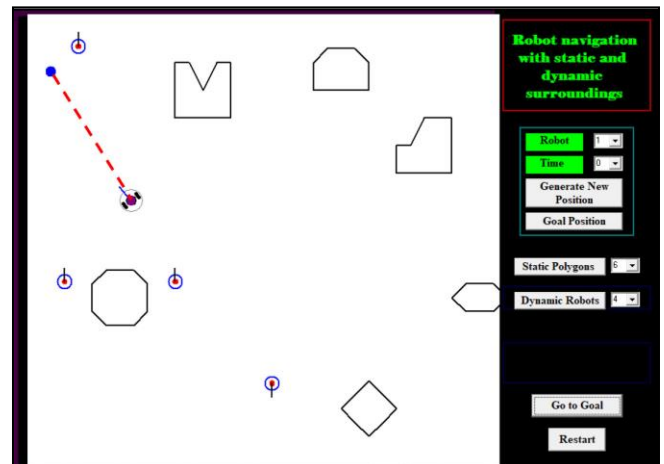 Robot navigation
with static and
dynamic
surroundings
Robot 1
Time 0
Generate New
Position
Goal Position
Static Polygons 6
Dynamic Robots 4
Go to Goal
Restart